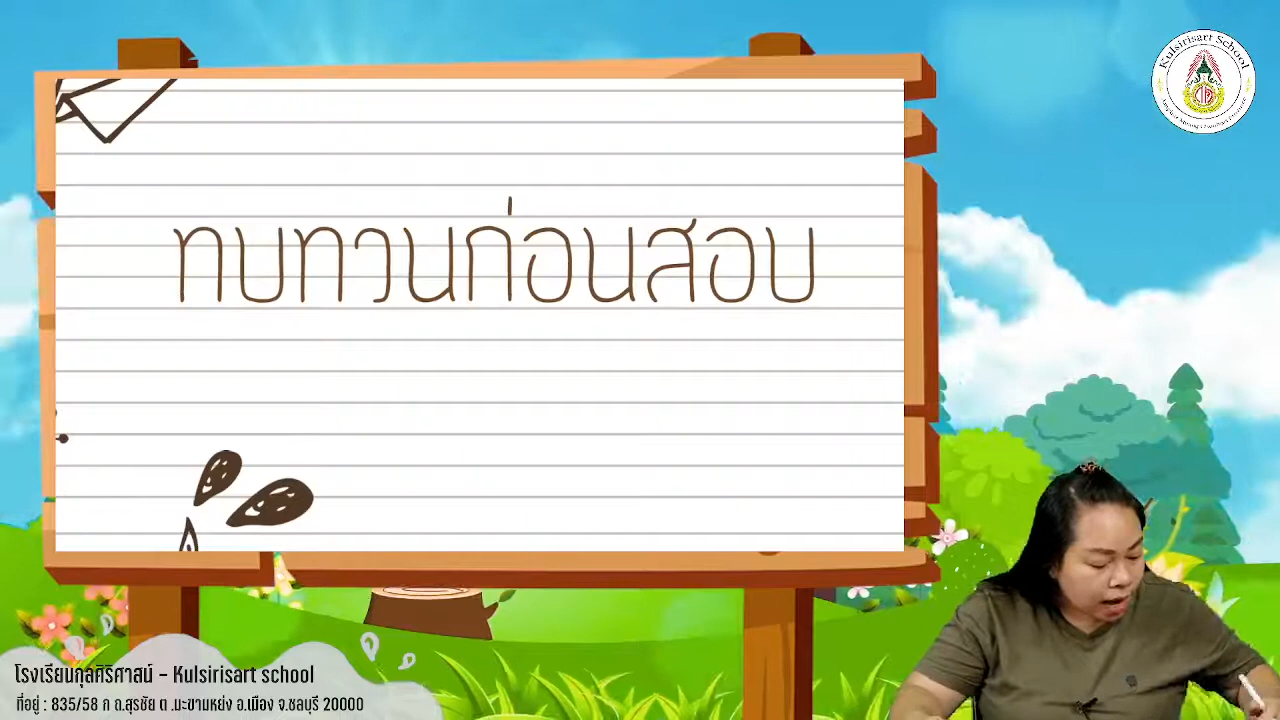 Kulsirisart School
ทบทวนก่อนสอบ
โรงเรียนกุลศิริศาสน์ - Kulsirisart school
ที่อยู่ : 835/58 ก ถ.สุรชัย ต .มะขามหย่ง อ.เมือง จ.ชลบุรี 20000